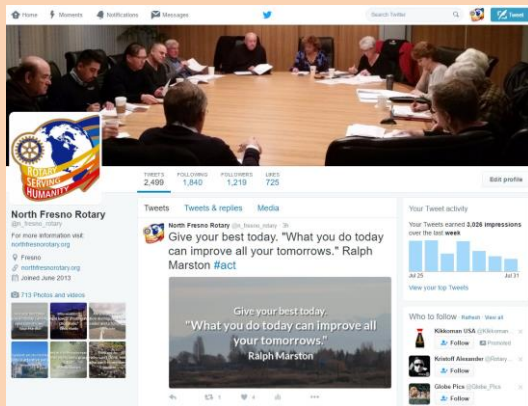 Home Moments Notifications Messages Search Twitter Tweet
ROTARY
SERVING
HUMANITY
TWEETS FOLLOWING FOLLOWERS LIKES
2,499 1,840 1,219 725
Edit profile
North Fresno Rotary
@n_fresno_rotary
For more information visit:
northfresnorotary.org
Fresno
northfresnorotary.org
Joined June 2013
713 Photos and videos
Tweets Tweets & replies Media
North Fresno Rotary @n_fresno_rotary 3h
Give your best today. "What you do today
can improve all your tomorrows." Ralph
Marston #act
Give your best today.
"What you do today can improve all
your tomorrows."
Ralph Marston
1 4
Your Tweet activity
Your Tweets earned 3,026 impressions
over the last week
Jul 25 Jul 31
View your top Tweets
Who to follow Refresh View all
Kikkoman USA @Kikkoman...
Follow Promoted
Kristoff Alexander @Rotary...
Follow
Globe Pics @Globe_Pics
Follow